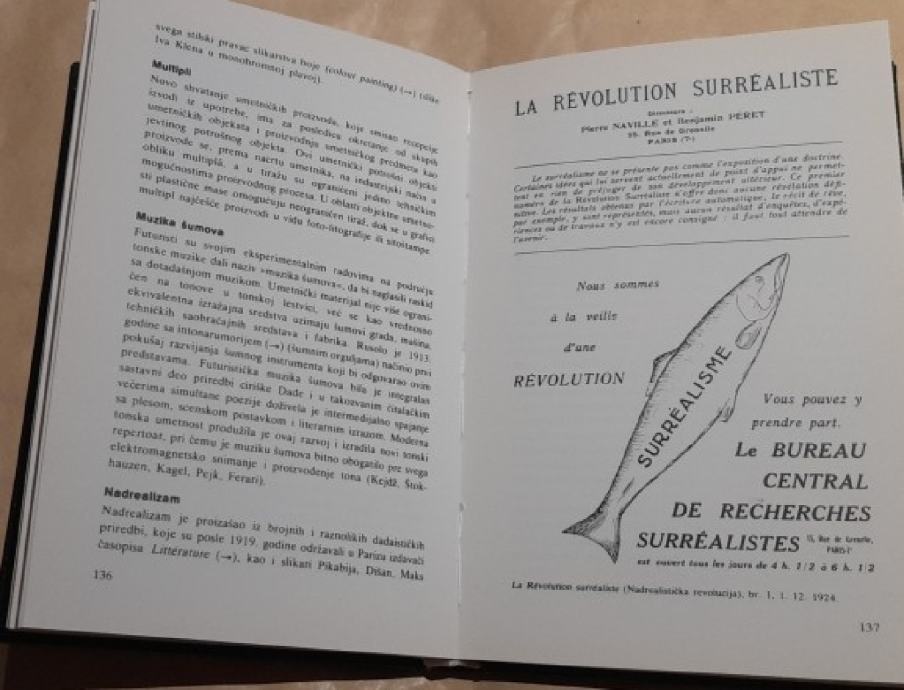 svega stilski pravac slikarstva boje (colour painting) (→) (dike
Iva Klena u monohromnoj plavoj).
Multipli
Novo shvatanje umetničkih proizvoda, koje smisao recepcije
izvodi iz upotrebe, ima za posledicu okretanje od skupih
umetničkih objekata i proizvodnju umetničkog predmeta kao
jevtinog potrošnog objekta. Ovi umetnički potrošni objekti
proizvode se, prema nacrtu umetnika, na industrijski način u
obliku multipla, a u tiražu su ograničeni jedino tehničkim
mogućnostima proizvodnog procesa. U oblasti objektne umetno-
sti plastične mase omogućuju neograničen tiraž, dok se u grafici
multipl najčešće proizvodi u vidu foto-litografije ili sitoštampe.
Muzika šumova
Futuristi su svojim eksperimentalnim radovima na području
tonske muzike dali naziv »muzika šumova«, da bi naglasili raskid
sa dotadašnjom muzikom. Umetnički materijal nije više ograni-
čen na tonove u tonskoj lestvici, već se kao vrednosno
ekvivalentna izražajna sredstva uzimaju šumovi grada, mašina,
tehničkih saobraćajnih sredstava i fabrika. Rusolo je 1913.
godine sa intonarumorijem (→) (šumnim orguljama) načinio prvi
pokušaj razvijanja šumnog instrumenta koji bi odgovarao ovim
predstavama. Futuristička muzika šumova bila je integralan
sastavni deo priredbi ciriške Dade i u takozvanim čitalačkim
večerima simultane poezije doživela je intermedijalno spajanje
sa plesom, scenskom postavkom i literarnim izrazom. Moderna
tonska umetnost produžila je ovaj razvoj i izradila novi tonski
repertoar, pri čemu je muziku šumova bitno obogatilo pre svega
elektromagnetsko snimanje i proizvođenje tona (Kejdž, Štok-
hauzen, Kagel, Pejk, Ferari).
Nadrealizam
Nadrealizam je proizašao iz brojnih i raznolikih dadaističkih
priredbi, koje su posle 1919. godine održavali u Parizu izdavači
časopisa Littérature (→), kao i slikari Pikabija, Dišan, Maks
136
LA RÉVOLUTION SURRÉALISTE
Directeurs :
Pierre NAVILLE et Benjamin PÉRET
15, Rue de Grenelle
PARIS (7ᵉ)
Le surréalisme ne se présente pas comme l'exposition d'une doctrine.
Certaines idées qui lui servent actuellement de point d'appui ne permet-
tent en rien de préjuger de son développement ultérieur. Ce premier
numéro de la Révolution Surréaliste n'offre donc aucune révélation défi-
nitive. Les résultats obtenus par l'écriture automatique, le récit de rêve,
par exemple, y sont représentés, mais aucun résultat d'enquêtes, d'expé-
riences ou de travaux n'y est encore consigné : il faut tout attendre de
l'avenir.
Nous sommes
à la veille
d'une
RÉVOLUTION
SURRÉALISME
Vous pouvez y
prendre part.
Le BUREAU
CENTRAL
DE RECHERCHES
SURRÉALISTES 15, Rue de Grenelle,
PARIS-7ᵉ
est ouvert tous les jours de 4 h. 1/2 à 6 h. 1/2
La Révolution surréaliste (Nadrealistička revolucija), br. 1, 1. 12. 1924.
137